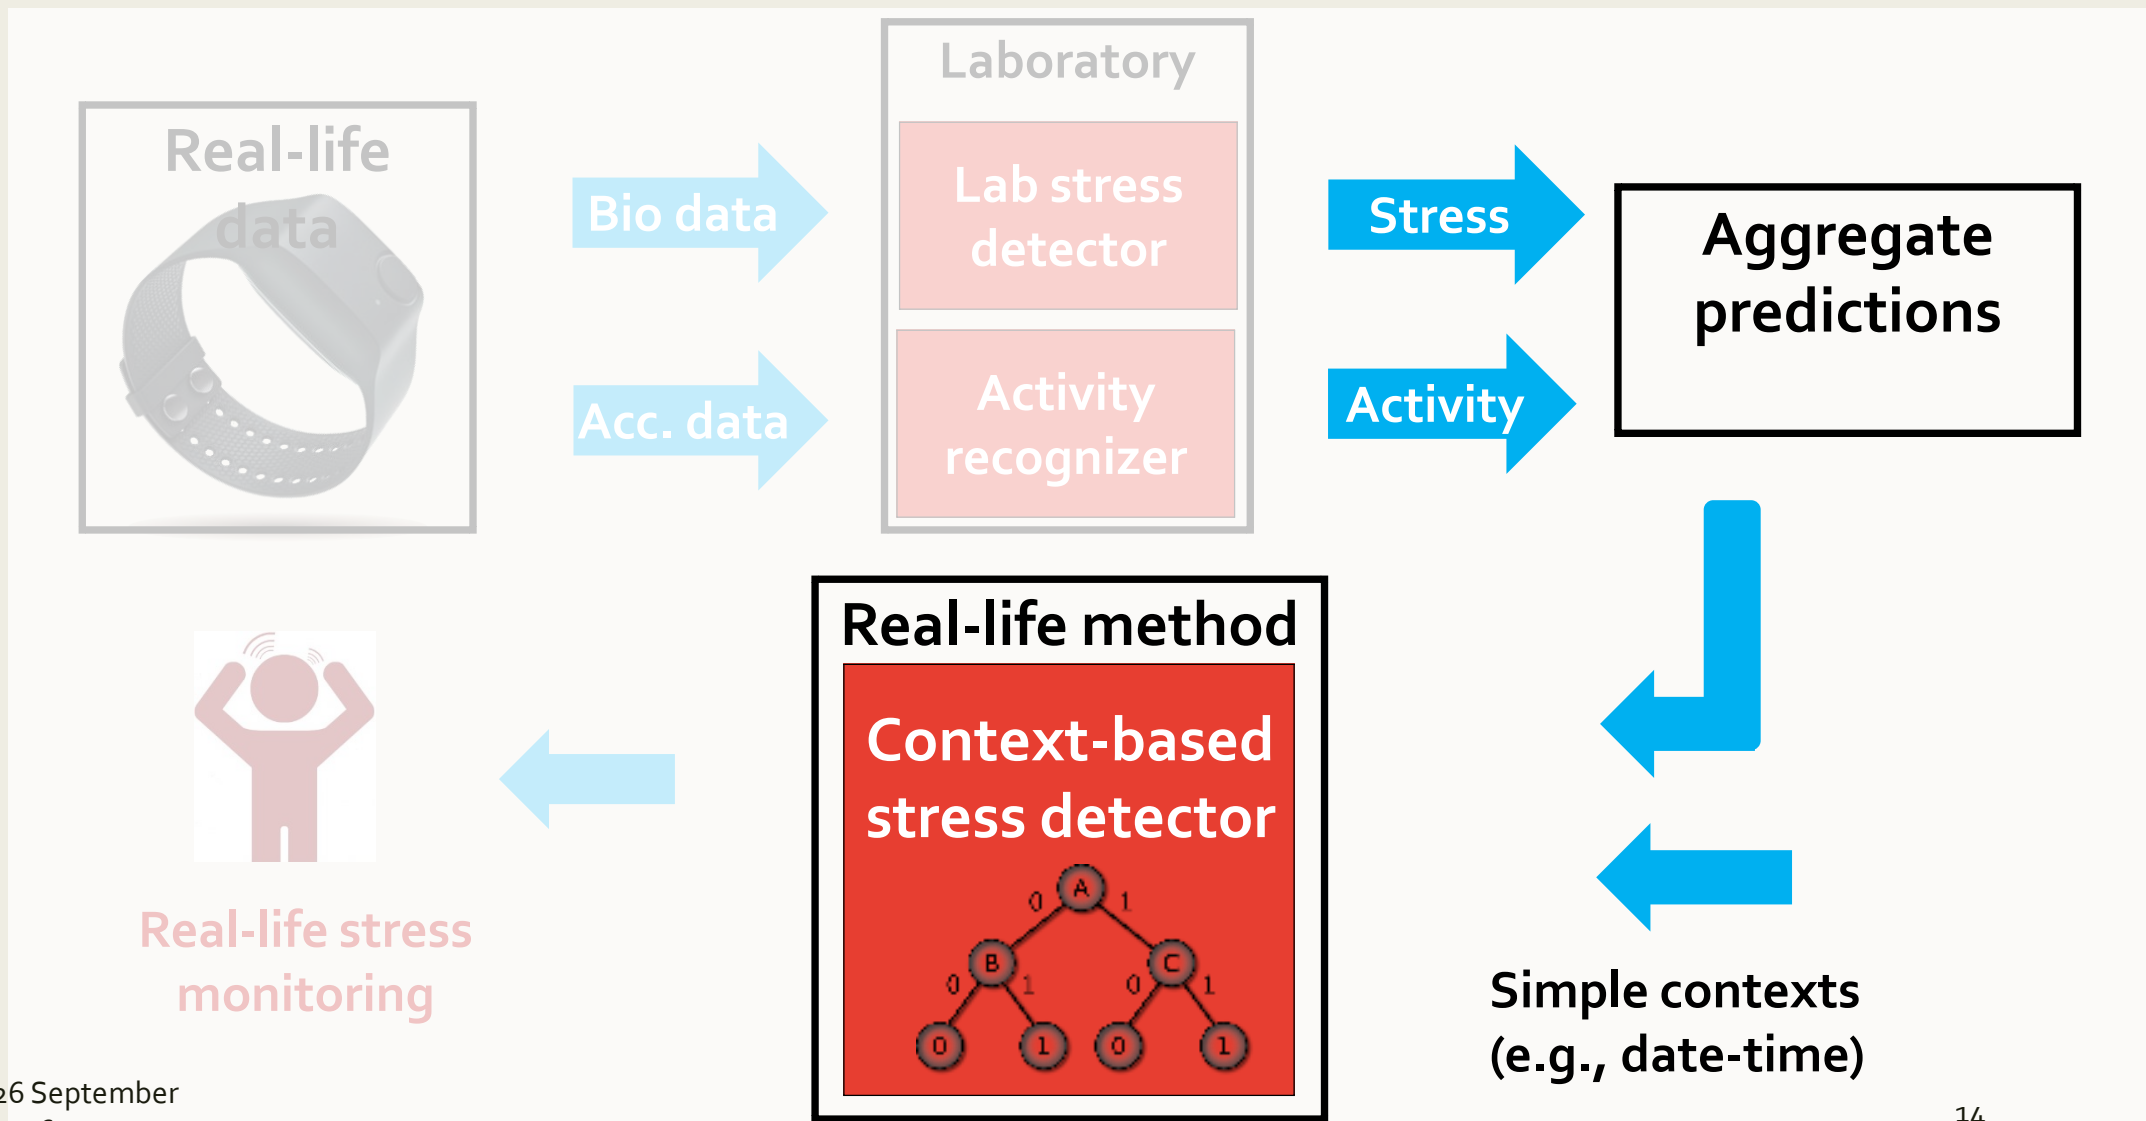 Real-life
data
Bio data
Acc. data
Laboratory
Lab stress
detector
Activity
recognizer
Stress
Activity
Aggregate
predictions
Real-life method
Context-based
stress detector
A
0 1
B C
0 1 0 1
0 1 0 1
Simple contexts
(e.g., date-time)
Real-life stress
monitoring
26 September
14